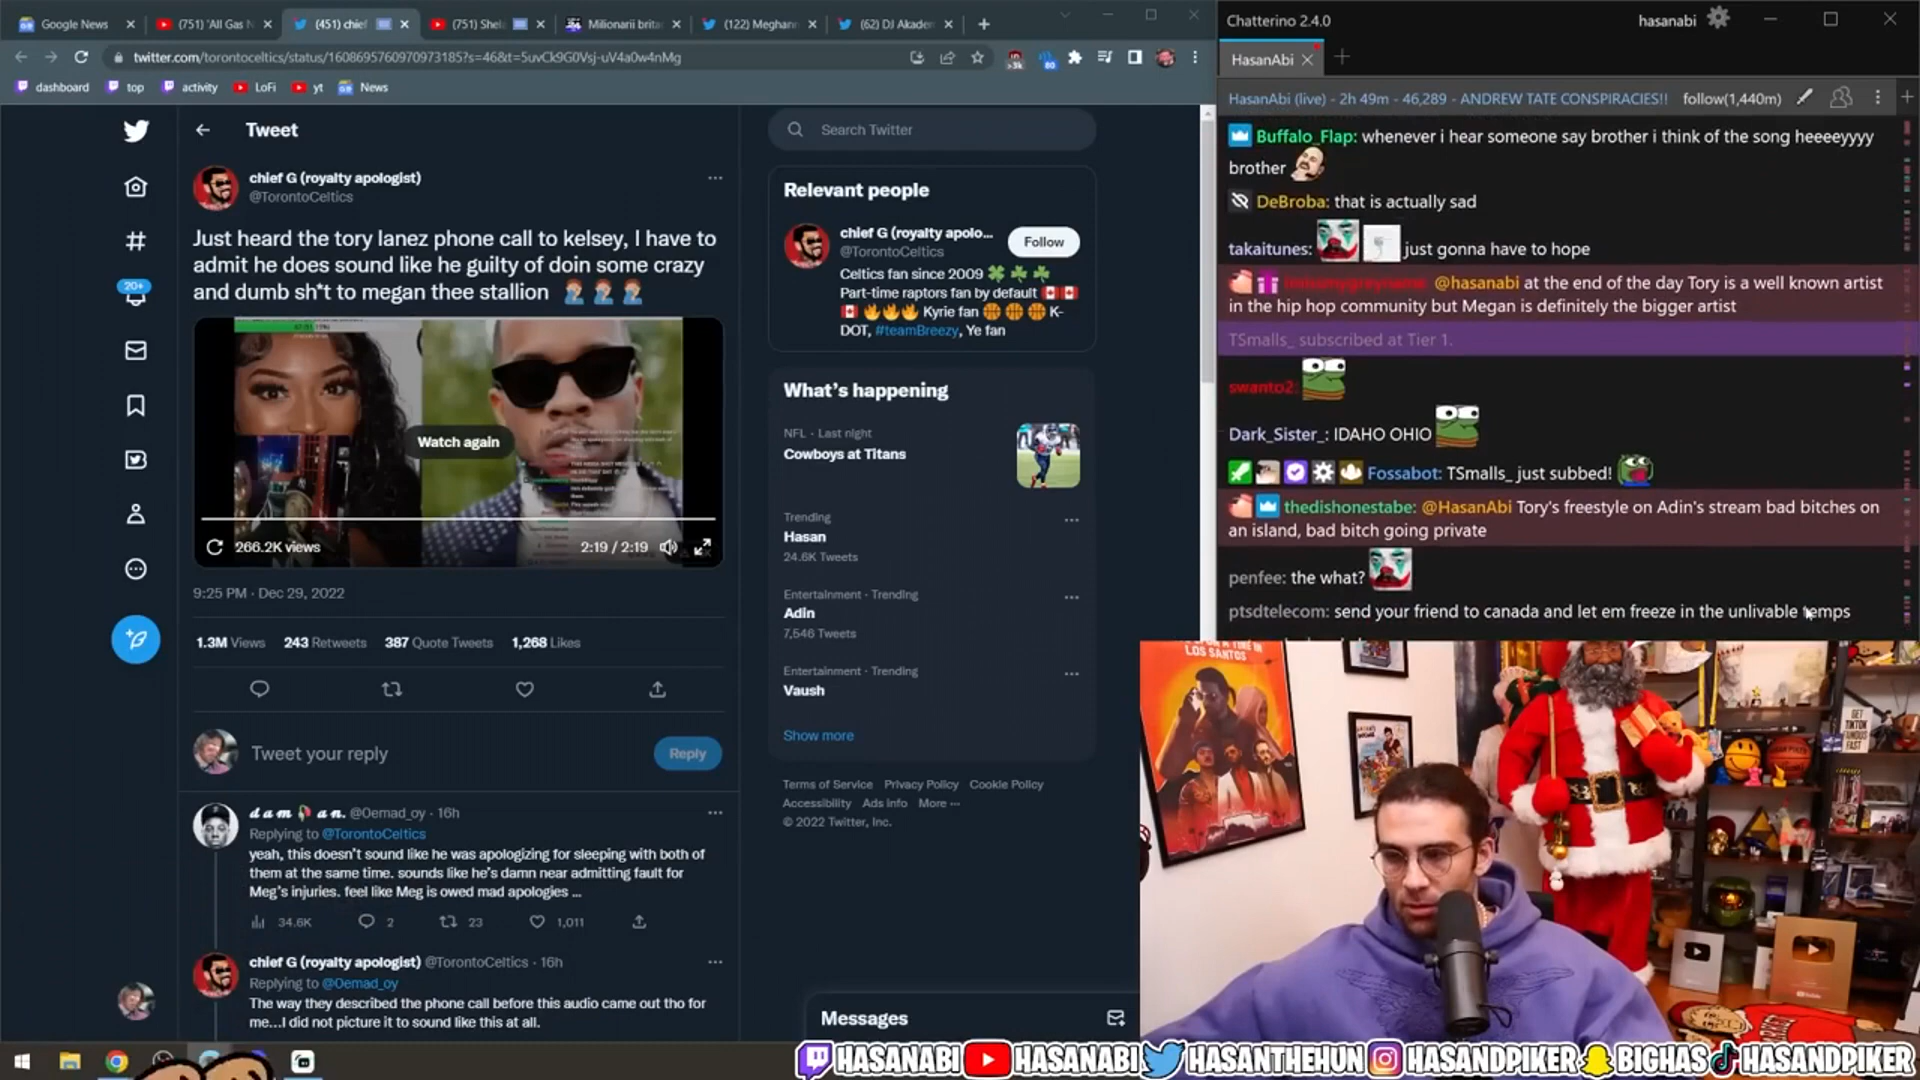 Google News
(751) 'All Gas N
(451) chief
(751) Shel
Milionarii brita
(122) Meghann
(62) DJ Akaden
twitter.com/torontoceltics/status/1608695760970973185?s=46&t=5uvCk9G0Vsj-uV4a0w4nMg
>3k
80
dashboard
top
activity
LoFi
yt
News
Tweet
20+
chief G (royalty apologist)
@TorontoCeltics
Just heard the tory lanez phone call to kelsey, I have to
admit he does sound like he guilty of doin some crazy
and dumb sh*t to megan thee stallion
Watch again
266.2K views
2:19 / 2:19
9:25 PM · Dec 29, 2022
1.3M Views 243 Retweets 387 Quote Tweets 1,268 Likes
Tweet your reply
Reply
dam an. @0emad_oy · 16h
Replying to @TorontoCeltics
yeah, this doesn't sound like he was apologizing for sleeping with both of
them at the same time. sounds like he's damn near admitting fault for
Meg's injuries. feel like Meg is owed mad apologies ...
34.6K 2 23 1,011
chief G (royalty apologist) @TorontoCeltics · 16h
Replying to @0emad_oy
The way they described the phone call before this audio came out tho for
me...I did not picture it to sound like this at all.
Search Twitter
Relevant people
chief G (royalty apolo...
@TorontoCeltics
Follow
Celtics fan since 2009
Part-time raptors fan by default
Kyrie fan K-
DOT, #teamBreezy, Ye fan
What's happening
NFL · Last night
Cowboys at Titans
Trending
Hasan
24.6K Tweets
Entertainment · Trending
Adin
7,546 Tweets
Entertainment · Trending
Vaush
Show more
Terms of Service Privacy Policy Cookie Policy
Accessibility Ads info More ···
© 2022 Twitter, Inc.
Messages
Chatterino 2.4.0
hasanabi
HasanAbi
HasanAbi (live) - 2h 49m - 46,289 - ANDREW TATE CONSPIRACIES!! follow(1,440m)
Buffalo_Flap: whenever i hear someone say brother i think of the song heeeeyyyy
brother
DeBroba: that is actually sad
takaitunes: just gonna have to hope
@hasanabi at the end of the day Tory is a well known artist
in the hip hop community but Megan is definitely the bigger artist
TSmalls_ subscribed at Tier 1.
swanto2:
Dark_Sister_: IDAHO OHIO
Fossabot: TSmalls_ just subbed!
thedishonestabe: @HasanAbi Tory's freestyle on Adin's stream bad bitches on
an island, bad bitch going private
penfee: the what?
ptsdtelecom: send your friend to canada and let em freeze in the unlivable temps
LOS SANTOS
GET
TIKTOK
FAST
HASANABI
HASANABI
HASANTHEHUN
HASANDPIKER
BIGHAS
HASANDPIKER